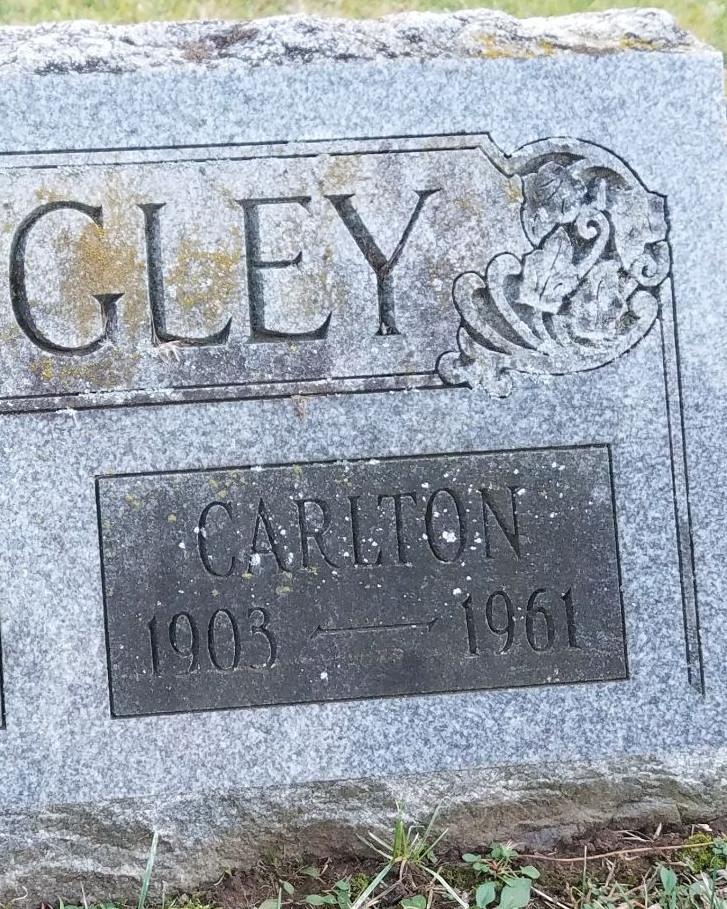 GLEY
CARLTON
1903 — 1961